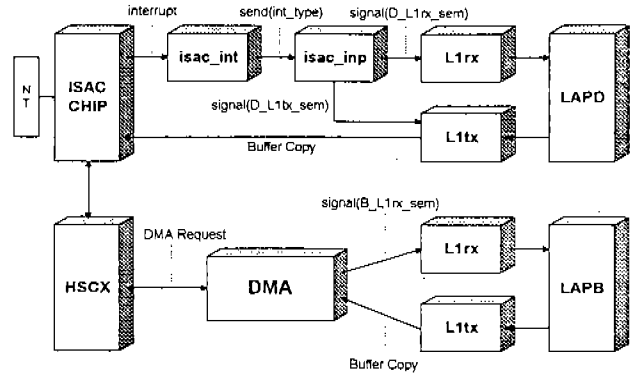 interrupt
send(int_type)
signal(D_L1rx_sem)
N
T
ISAC
CHIP
isac_int
isac_inp
L1rx
LAPD
signal(D_L1tx_sem)
L1tx
Buffer Copy
signal(B_L1rx_sem)
DMA Request
HSCX
DMA
L1rx
LAPB
L1tx
Buffer Copy